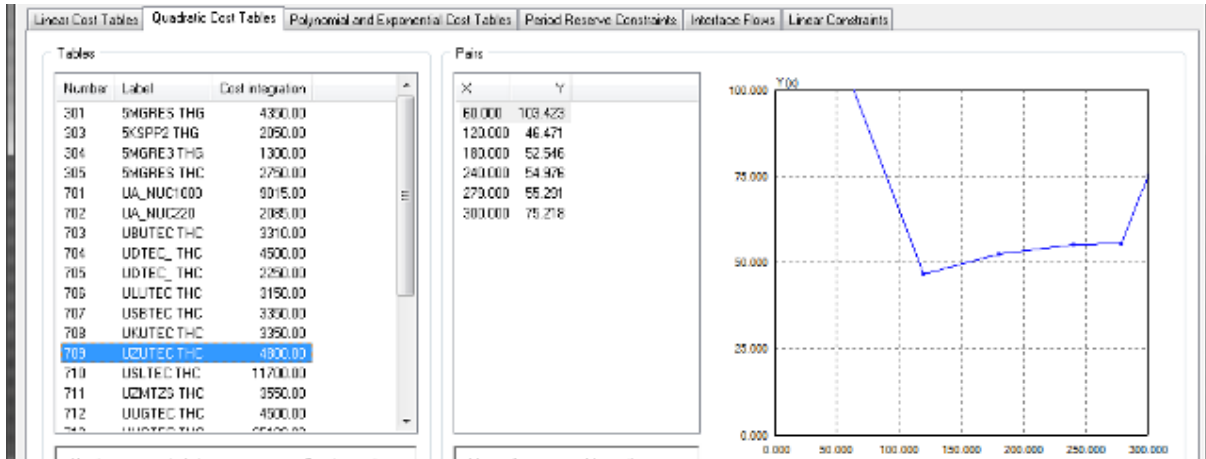 Linear Cost Tables Quadratic Cost Tables Polynomial and Exponential Cost Tables Period Reserve Constraints Interface Flows Linear Constraints
Tables
Number Label Cost integration
301 5MGRES THG 4350.00
303 5KSPP2 THG 2050.00
304 5MGRE3 THG 1300.00
305 5MGRES THC 2750.00
701 UA_NUC1000 9015.00
702 UA_NUC220 2085.00
703 UBUTEC THC 3310.00
704 UDTEC_ THC 4500.00
705 UDTEC_ THC 2250.00
706 ULUTEC THC 3150.00
707 USBTEC THC 3350.00
708 UKUTEC THC 3350.00
709 UZUTEC THC 4800.00
710 USLTEC THC 11700.00
711 UZMTZS THC 3550.00
712 UUGTEC THC 4500.00
Pairs
X Y
60.000 103.423
120.000 46.471
180.000 52.546
240.000 54.976
279.000 55.291
300.000 75.218
Y(x)
100.000
75.000
50.000
25.000
0.000
0.000 50.000 100.000 150.000 200.000 250.000 300.000